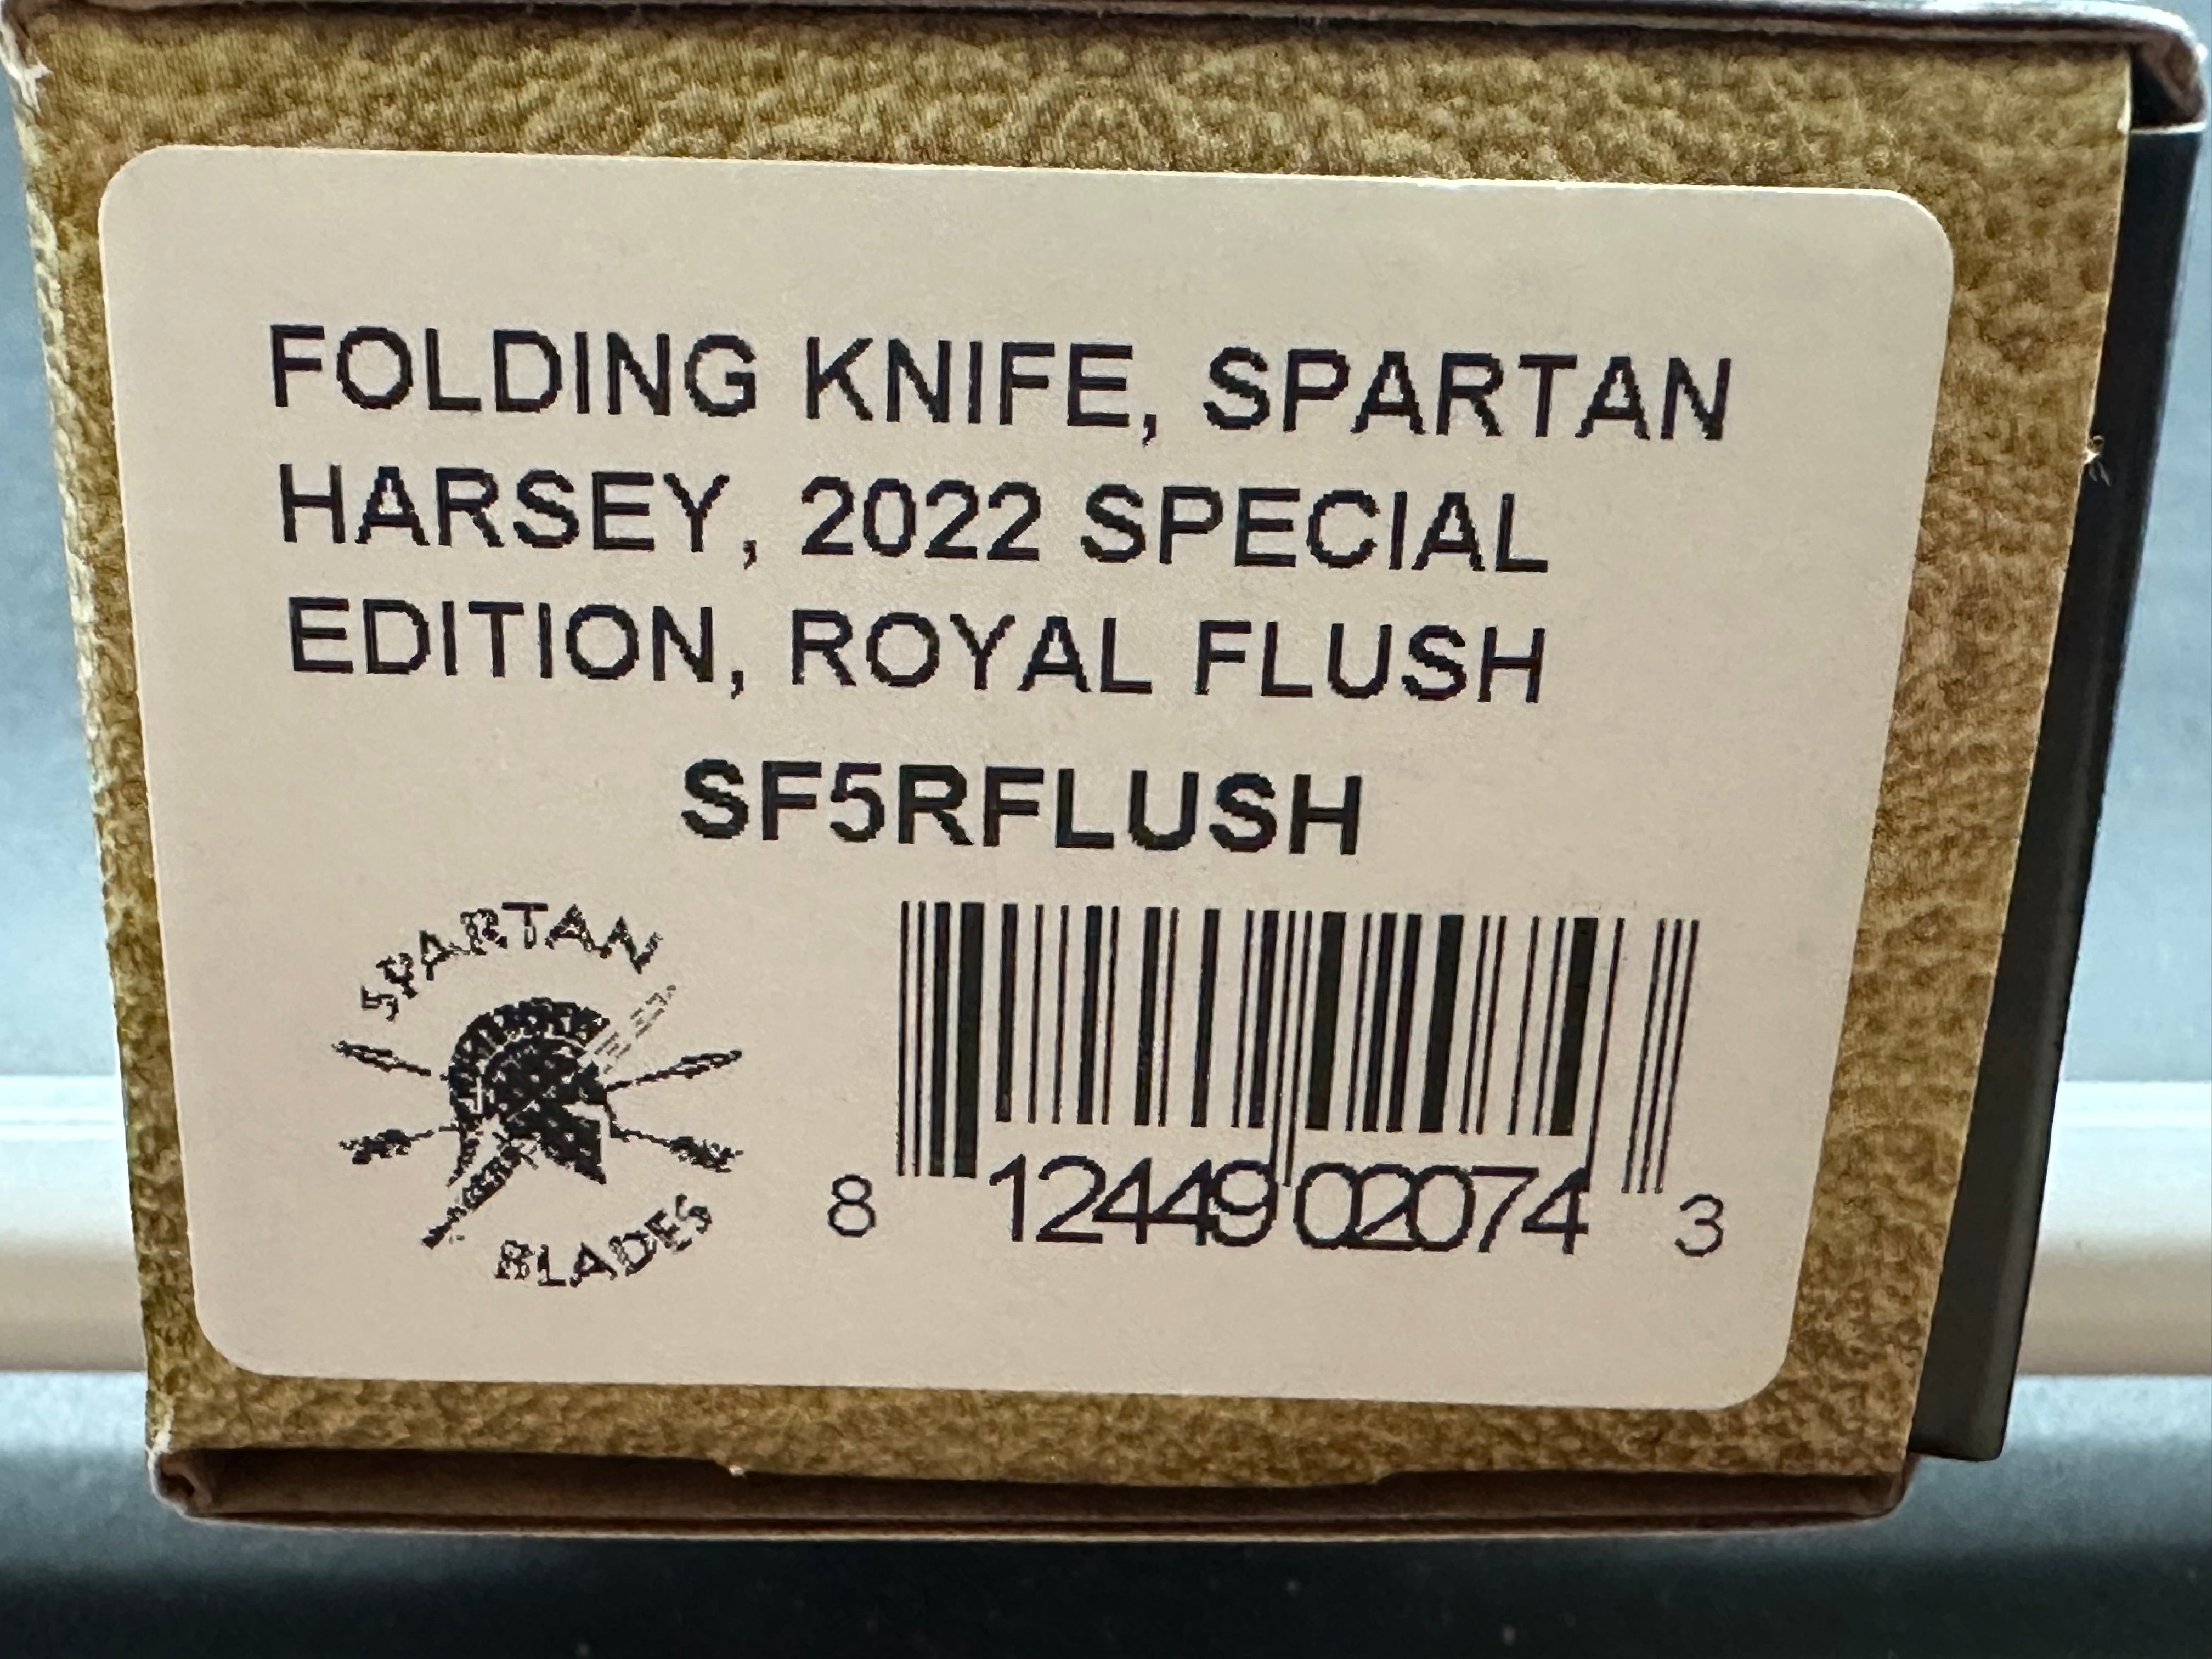 FOLDING KNIFE, SPARTAN
HARSEY, 2022 SPECIAL
EDITION, ROYAL FLUSH
SF5RFLUSH
SPARTAN
BLADES
8 12449 02074 3